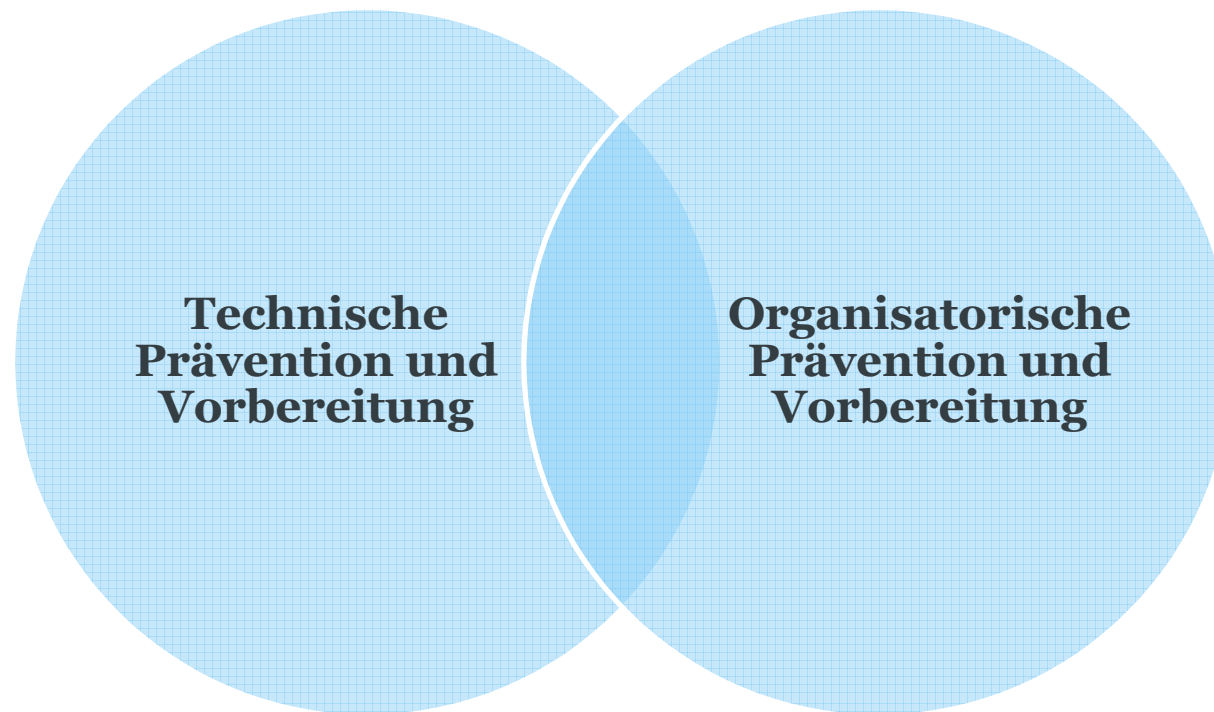 Technische
Prävention und
Vorbereitung
Organisatorische
Prävention und
Vorbereitung